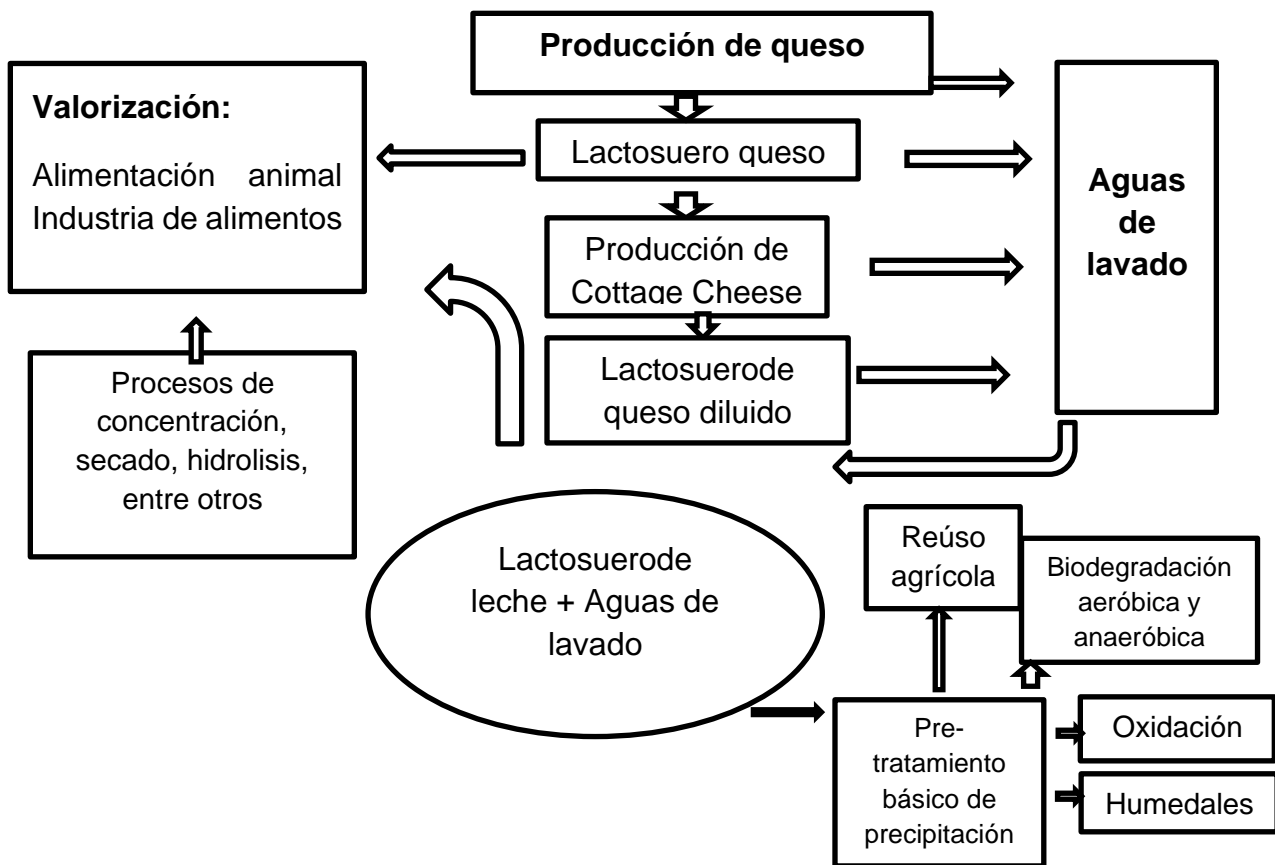 Producción de queso
Valorización:
Alimentación animal
Industria de alimentos
Lactosuero queso
Aguas
de
lavado
Producción de
Cottage Cheese
Lactosuerode
queso diluido
Procesos de
concentración,
secado, hidrolisis,
entre otros
Lactosuerode
leche + Aguas de
lavado
Reúso
agrícola
Biodegradación
aeróbica y
anaeróbica
Pre-
tratamiento
básico de
precipitación
Oxidación
Humedales